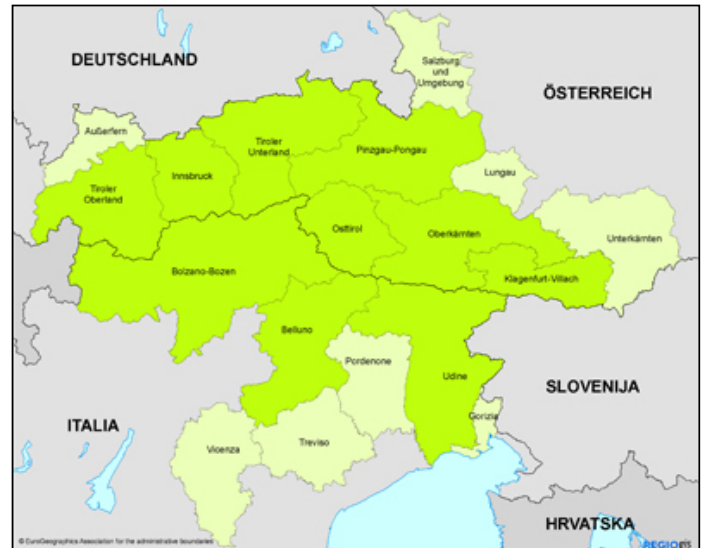 DEUTSCHLAND
Salzburg
und
Umgebung
ÖSTERREICH
Außerfern
Tiroler
Unterland
Pinzgau-Pongau
Innsbruck
Lungau
Tiroler
Oberland
Osttirol
Oberkärnten
Unterkärnten
Bolzano-Bozen
Klagenfurt-Villach
Belluno
Pordenone
Udine
SLOVENIJA
ITALIA
Gorizia
Vicenza
Treviso
HRVATSKA
© EuroGeographics Association for the administrative boundaries
REGIOgis